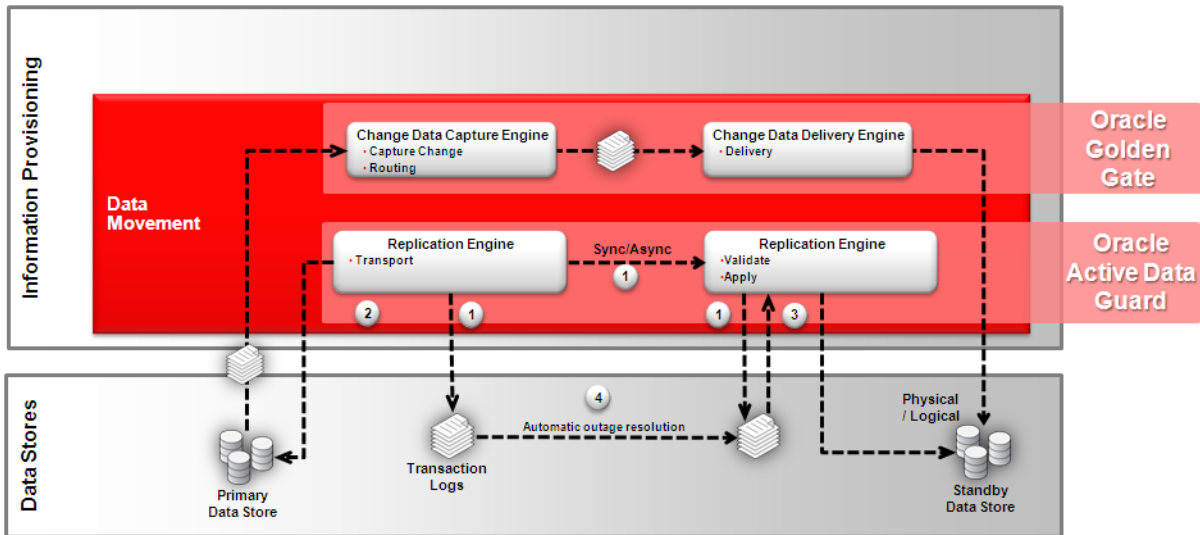 Information Provisioning
Data
Movement
Change Data Capture Engine
• Capture Change
• Routing
Change Data Delivery Engine
• Delivery
Oracle
Golden
Gate
Replication Engine
• Transport
Sync/Async
1
Replication Engine
• Validate
• Apply
Oracle
Active Data
Guard
2
1
1
3
Data Stores
Primary
Data Store
Transaction
Logs
4
Automatic outage resolution
Physical
/ Logical
Standby
Data Store